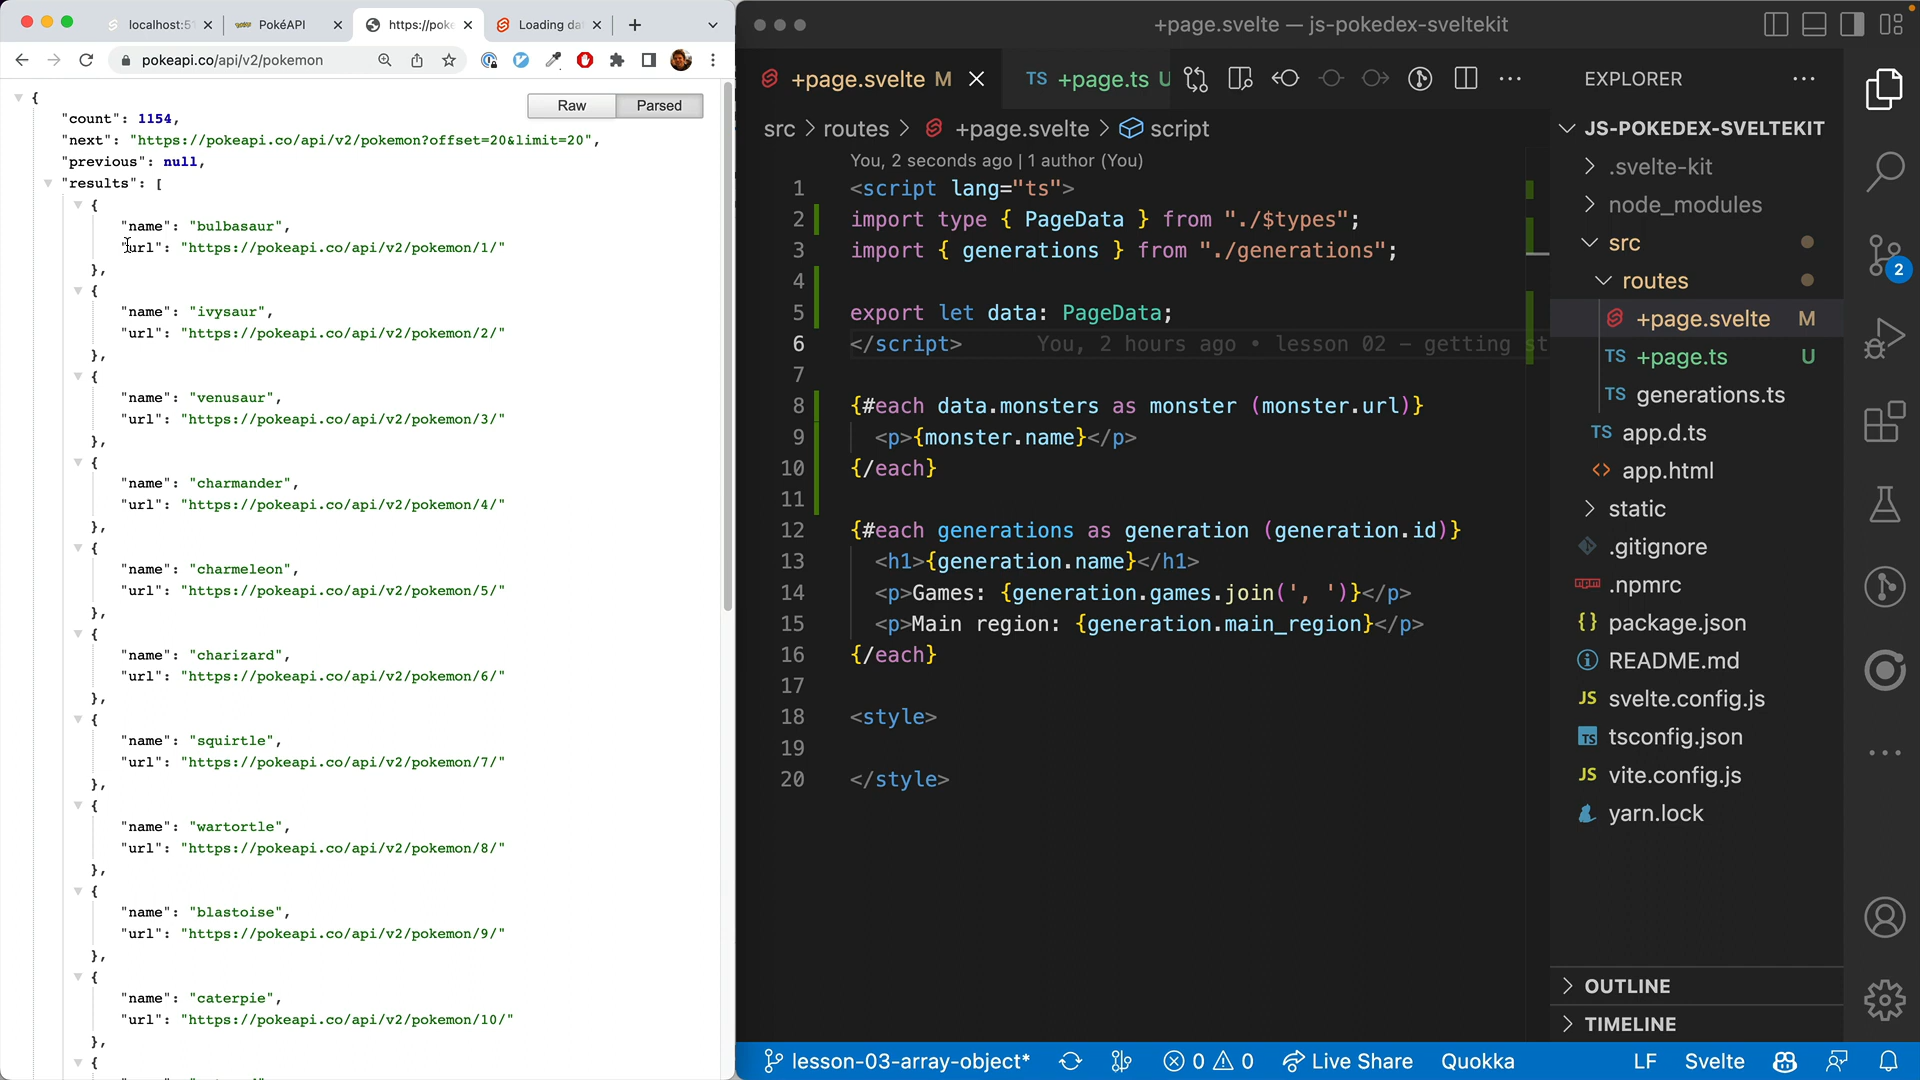 localhost:51
PokéAPI
https://poke
Loading da
pokeapi.co/api/v2/pokemon
Raw
Parsed
{
"count": 1154,
"next": "https://pokeapi.co/api/v2/pokemon?offset=20&limit=20",
"previous": null,
"results": [
{
"name": "bulbasaur",
"url": "https://pokeapi.co/api/v2/pokemon/1/"
},
{
"name": "ivysaur",
"url": "https://pokeapi.co/api/v2/pokemon/2/"
},
{
"name": "venusaur",
"url": "https://pokeapi.co/api/v2/pokemon/3/"
},
{
"name": "charmander",
"url": "https://pokeapi.co/api/v2/pokemon/4/"
},
{
"name": "charmeleon",
"url": "https://pokeapi.co/api/v2/pokemon/5/"
},
{
"name": "charizard",
"url": "https://pokeapi.co/api/v2/pokemon/6/"
},
{
"name": "squirtle",
"url": "https://pokeapi.co/api/v2/pokemon/7/"
},
{
"name": "wartortle",
"url": "https://pokeapi.co/api/v2/pokemon/8/"
},
{
"name": "blastoise",
"url": "https://pokeapi.co/api/v2/pokemon/9/"
},
{
"name": "caterpie",
"url": "https://pokeapi.co/api/v2/pokemon/10/"
},
{
+page.svelte — js-pokedex-sveltekit
+page.svelte M
TS +page.ts U
src > routes > +page.svelte > script
You, 2 seconds ago | 1 author (You)
1 <script lang="ts">
2 import type { PageData } from "./$types";
3 import { generations } from "./generations";
4
5 export let data: PageData;
6 </script> You, 2 hours ago • lesson 02 – getting st
7
8 {#each data.monsters as monster (monster.url)}
9 <p>{monster.name}</p>
10 {/each}
11
12 {#each generations as generation (generation.id)}
13 <h1>{generation.name}</h1>
14 <p>Games: {generation.games.join(', ')}</p>
15 <p>Main region: {generation.main_region}</p>
16 {/each}
17
18 <style>
19
20 </style>
EXPLORER
JS-POKEDEX-SVELTEKIT
.svelte-kit
node_modules
src
routes
+page.svelte M
TS +page.ts U
TS generations.ts
TS app.d.ts
<> app.html
static
.gitignore
.npmrc
{} package.json
README.md
JS svelte.config.js
TS tsconfig.json
JS vite.config.js
yarn.lock
OUTLINE
TIMELINE
2
lesson-03-array-object*
0 0
Live Share
Quokka
LF
Svelte